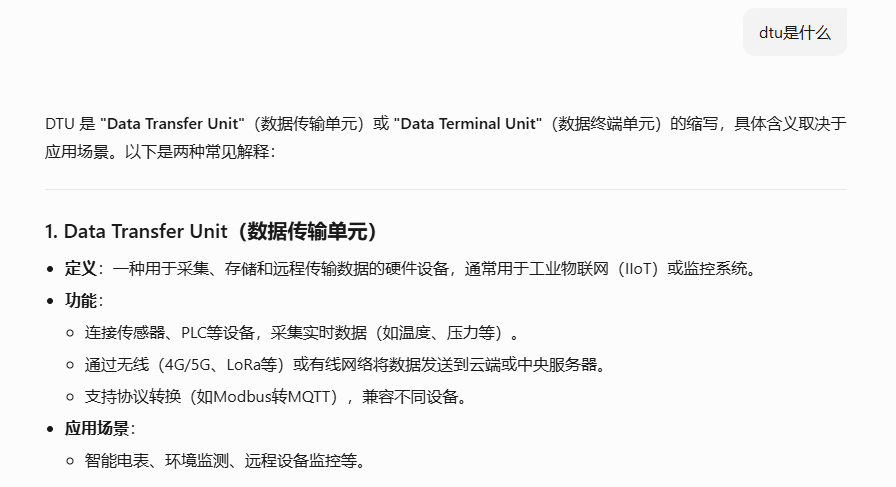 dtu是什么
DTU 是 "Data Transfer Unit"（数据传输单元）或 "Data Terminal Unit"（数据终端单元）的缩写，具体含义取决于
应用场景。以下是两种常见解释：
1. Data Transfer Unit（数据传输单元）
• 定义：一种用于采集、存储和远程传输数据的硬件设备，通常用于工业物联网（IIoT）或监控系统。
• 功能：
◦ 连接传感器、PLC等设备，采集实时数据（如温度、压力等）。
◦ 通过无线（4G/5G、LoRa等）或有线网络将数据发送到云端或中央服务器。
◦ 支持协议转换（如Modbus转MQTT），兼容不同设备。
• 应用场景：
◦ 智能电表、环境监测、远程设备监控等。